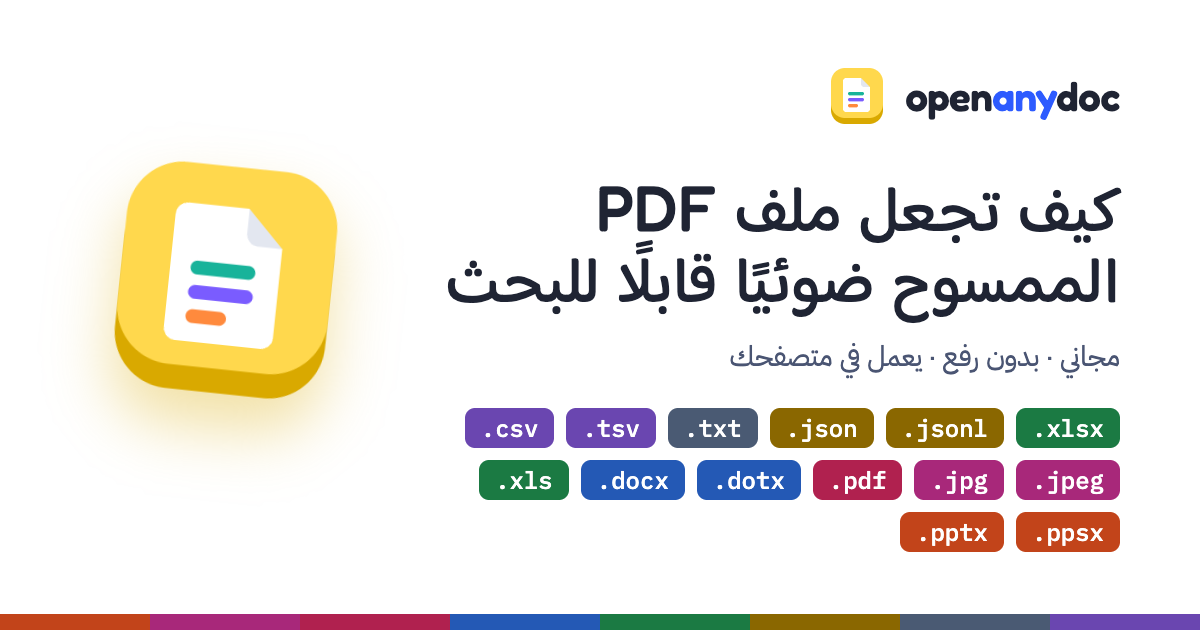 openanydoc
كيف تجعل ملف PDF
الممسوح ضوئيًا قابلًا للبحث
مجاني · بدون رفع · يعمل في متصفحك
.csv .tsv .txt .json .jsonl .xlsx
.xls .docx .dotx .pdf .jpg .jpeg
.pptx .ppsx